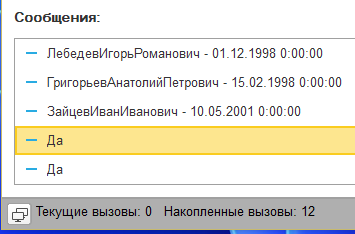 Сообщения:
ЛебедевИгорьРоманович - 01.12.1998 0:00:00
ГригорьевАнатолийПетрович - 15.02.1998 0:00:00
ЗайцевИванИванович - 10.05.2001 0:00:00
Да
Да
Текущие вызовы: 0 Накопленные вызовы: 12